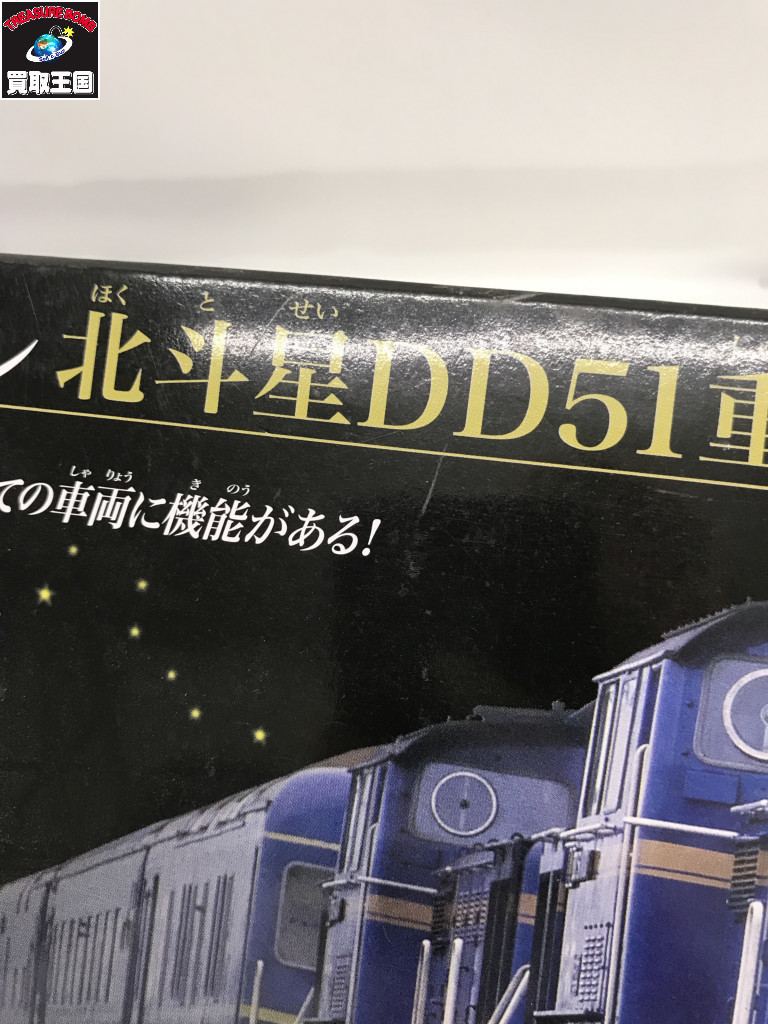 TREASURE BOMB
買取王国
ほく と せい
北斗星DD51重
しゃ りょう き のう
ての車両に機能がある!